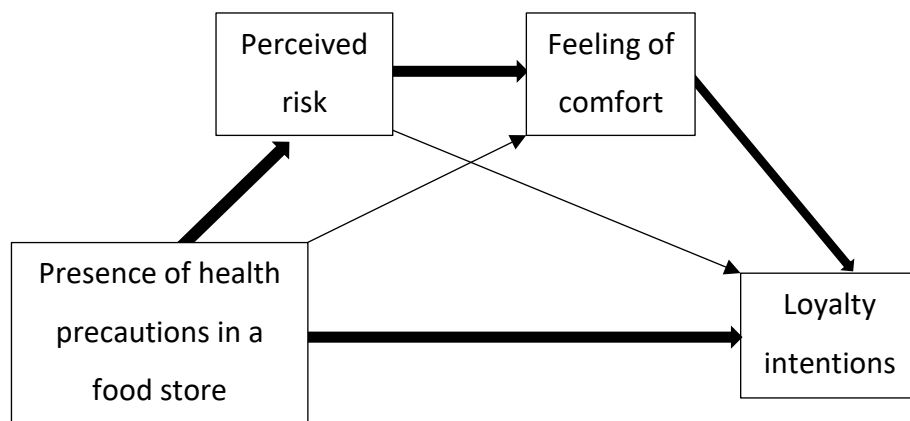 Perceived
risk
Feeling of
comfort
Presence of health
precautions in a
food store
Loyalty
intentions